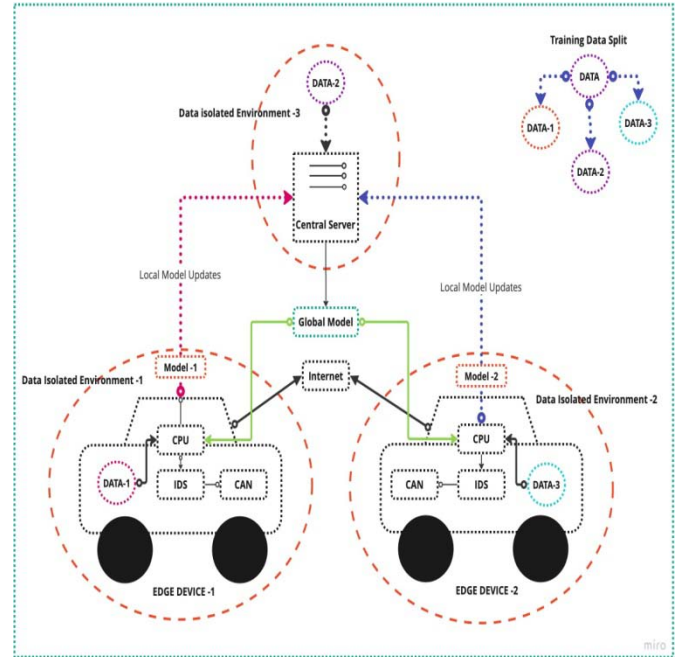 Training Data Split
DATA
DATA-1
DATA-3
DATA-2
DATA-2
Data isolated Environment -3
Central Server
Local Model Updates
Local Model Updates
Global Model
Internet
Data Isolated Environment -1
Model -1
CPU
DATA-1
IDS
CAN
EDGE DEVICE -1
Model -2
Data Isolated Environment -2
CPU
CAN
IDS
DATA-3
EDGE DEVICE -2
miro